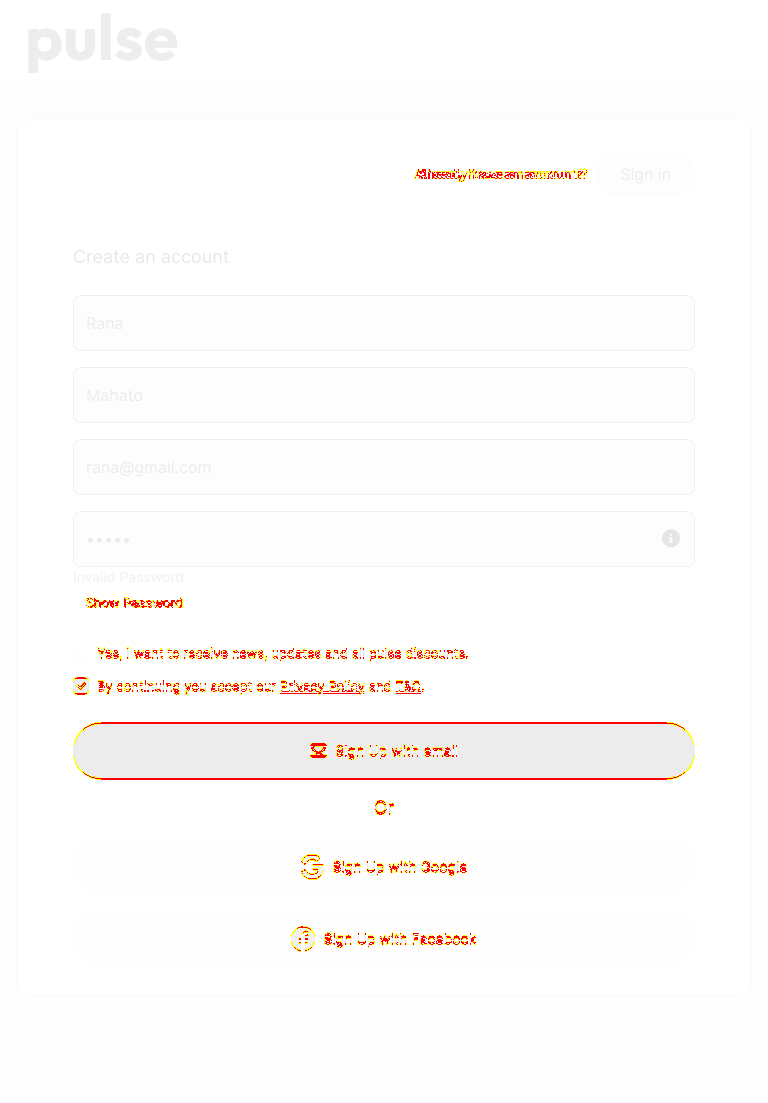 pulse
Already have an account? Sign in
Create an account
Rana
Mahato
rana@gmail.com
•••••
Invalid Password
Show Password
Yes, I want to receive news, updates and all pulse discounts.
By continuing you accept our Privacy Policy and FAQ.
Sign Up with email
Or
Sign Up with Google
Sign Up with Facebook